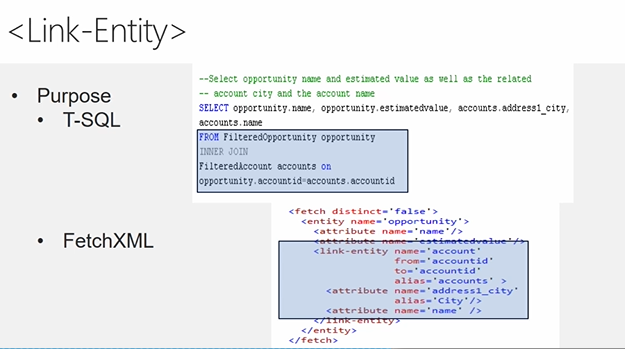 <Link-Entity>
• Purpose
• T-SQL
--Select opportunity name and estimated value as well as the related
-- account city and the account name
SELECT opportunity.name, opportunity.estimatedvalue, accounts.address1_city,
accounts.name
FROM FilteredOpportunity opportunity
INNER JOIN
FilteredAccount accounts on
opportunity.accountid=accounts.accountid
• FetchXML
<fetch distinct='false'>
<entity name='opportunity'>
<attribute name='name'/>
<attribute name='estimatedvalue'/>
<link-entity name='account'
from='accountid'
to='accountid'
alias='accounts' >
<attribute name='address1_city'
alias='City'/>
<attribute name='name' />
</link-entity>
</entity>
</fetch>